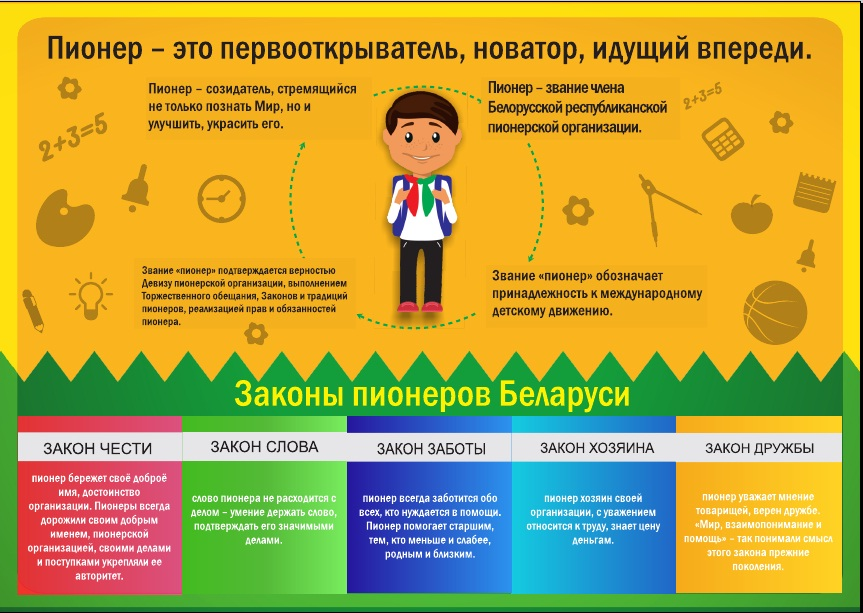 Пионер – это первооткрыватель, новатор, идущий впереди.
Пионер – созидатель, стремящийся
не только познать Мир, но и
улучшить, украсить его.
Пионер – звание члена
Белорусской республиканской
пионерской организации.
2+3=5
2+3=5
Звание «пионер» подтверждается верностью
Девизу пионерской организации, выполнением
Торжественного обещания, Законов и традиций
пионеров, реализацией прав и обязанностей
пионера.
Звание «пионер» обозначает
принадлежность к международному
детскому движению.
Законы пионеров Беларуси
ЗАКОН ЧЕСТИ
пионер бережет своё доброё
имя, достоинство
организации. Пионеры всегда
дорожили своим добрым
именем, пионерской
организацией, своими делами
и поступками укрепляли ее
авторитет.
ЗАКОН СЛОВА
слово пионера не расходится с
делом – умение держать слово,
подтверждать его значимыми
делами.
ЗАКОН ЗАБОТЫ
пионер всегда заботится обо
всех, кто нуждается в помощи.
Пионер помогает старшим,
тем, кто меньше и слабее,
родным и близким.
ЗАКОН ХОЗЯИНА
пионер хозяин своей
организации, с уважением
относится к труду, знает цену
деньгам.
ЗАКОН ДРУЖБЫ
пионер уважает мнение
товарищей, верен дружбе.
«Мир, взаимопонимание и
помощь» – так понимали смысл
этого закона прежние
поколения.